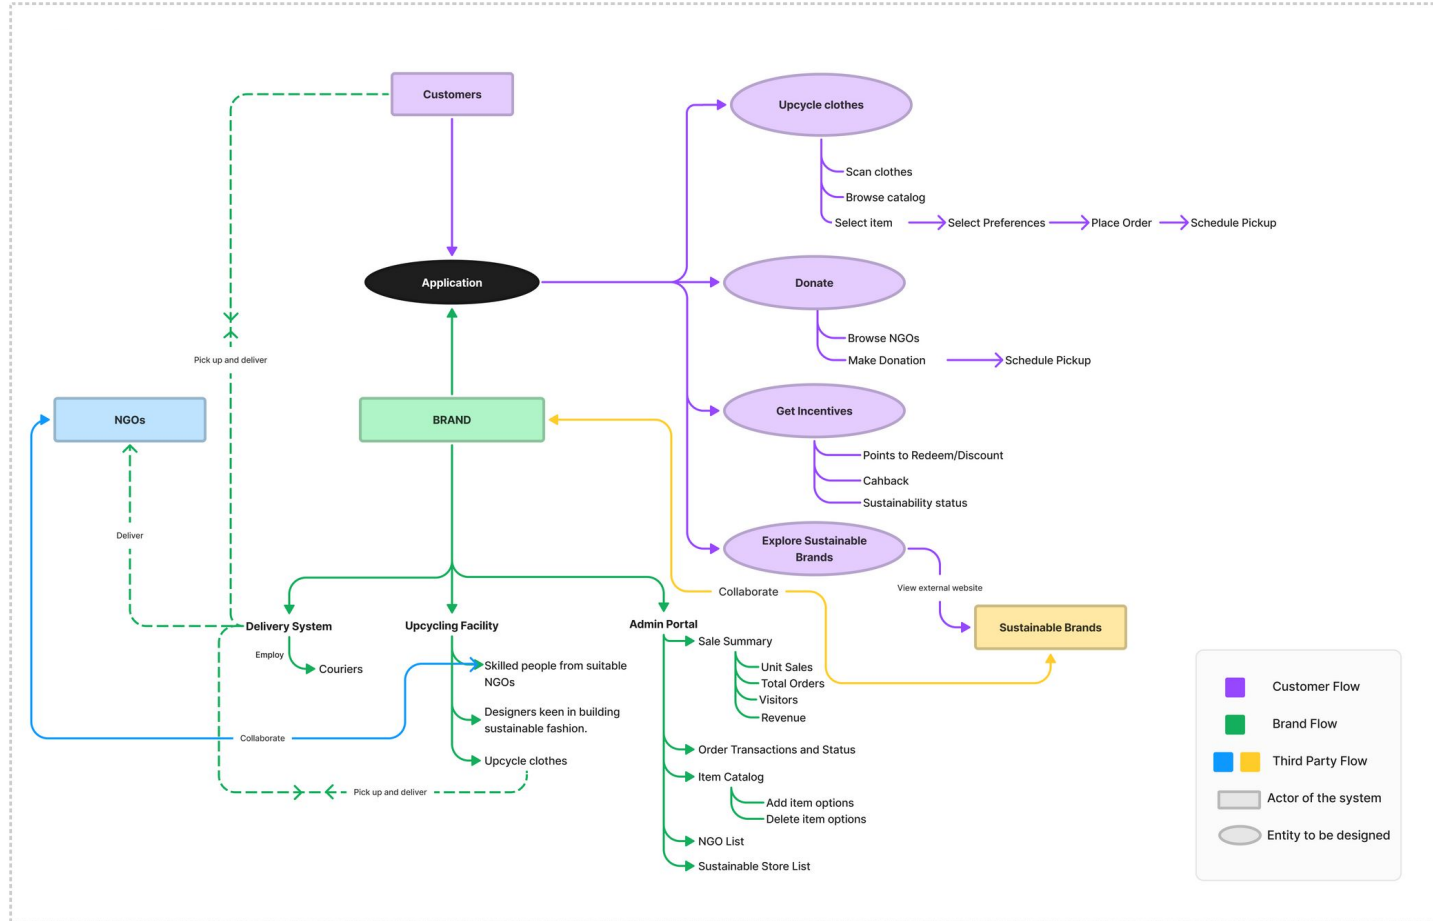 Customers
Upcycle clothes
Scan clothes
Browse catalog
Select item
Select Preferences
Place Order
Schedule Pickup
Application
Donate
Browse NGOs
Make Donation
Schedule Pickup
Pick up and deliver
NGOs
BRAND
Get Incentives
Points to Redeem/Discount
Cahback
Sustainability status
Deliver
Explore Sustainable
Brands
View external website
Collaborate
Sustainable Brands
Delivery System
Employ
Couriers
Upcycling Facility
Skilled people from suitable
NGOs
Designers keen in building
sustainable fashion.
Upcycle clothes
Collaborate
Pick up and deliver
Admin Portal
Sale Summary
Unit Sales
Total Orders
Visitors
Revenue
Order Transactions and Status
Item Catalog
Add item options
Delete item options
NGO List
Sustainable Store List
Customer Flow
Brand Flow
Third Party Flow
Actor of the system
Entity to be designed